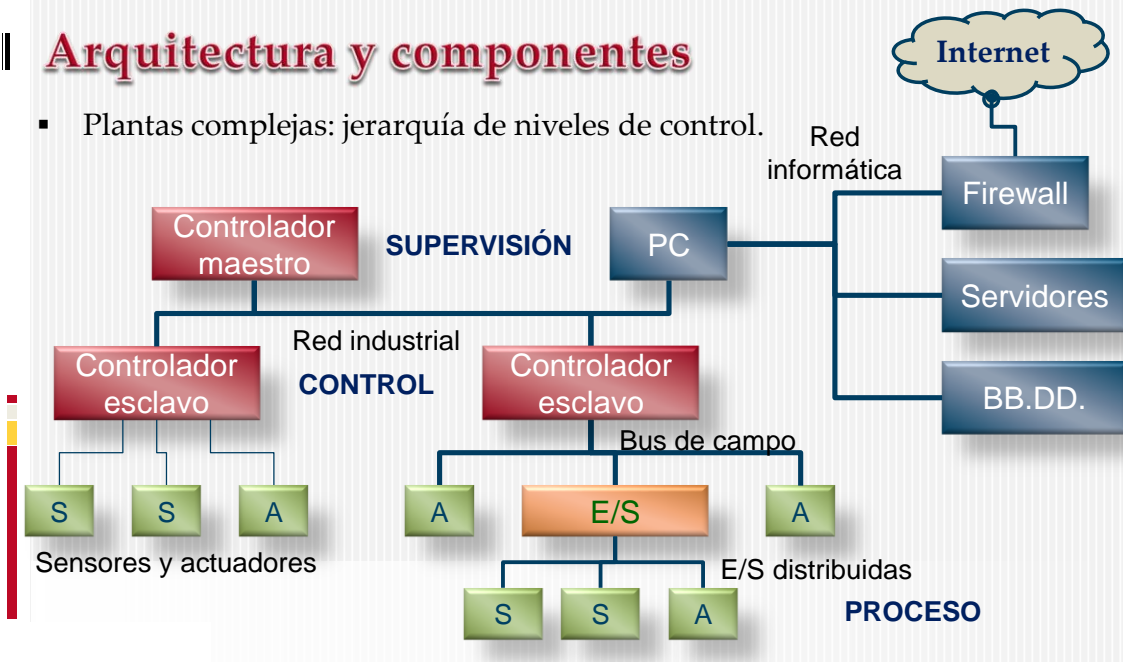 Arquitectura y componentes
Internet
▪ Plantas complejas: jerarquía de niveles de control.
Red
informática
Firewall
Controlador
maestro
SUPERVISIÓN
PC
Servidores
Red industrial
Controlador
esclavo
CONTROL
Controlador
esclavo
BB.DD.
Bus de campo
S
S
A
A
E/S
A
Sensores y actuadores
E/S distribuidas
S
S
A
PROCESO